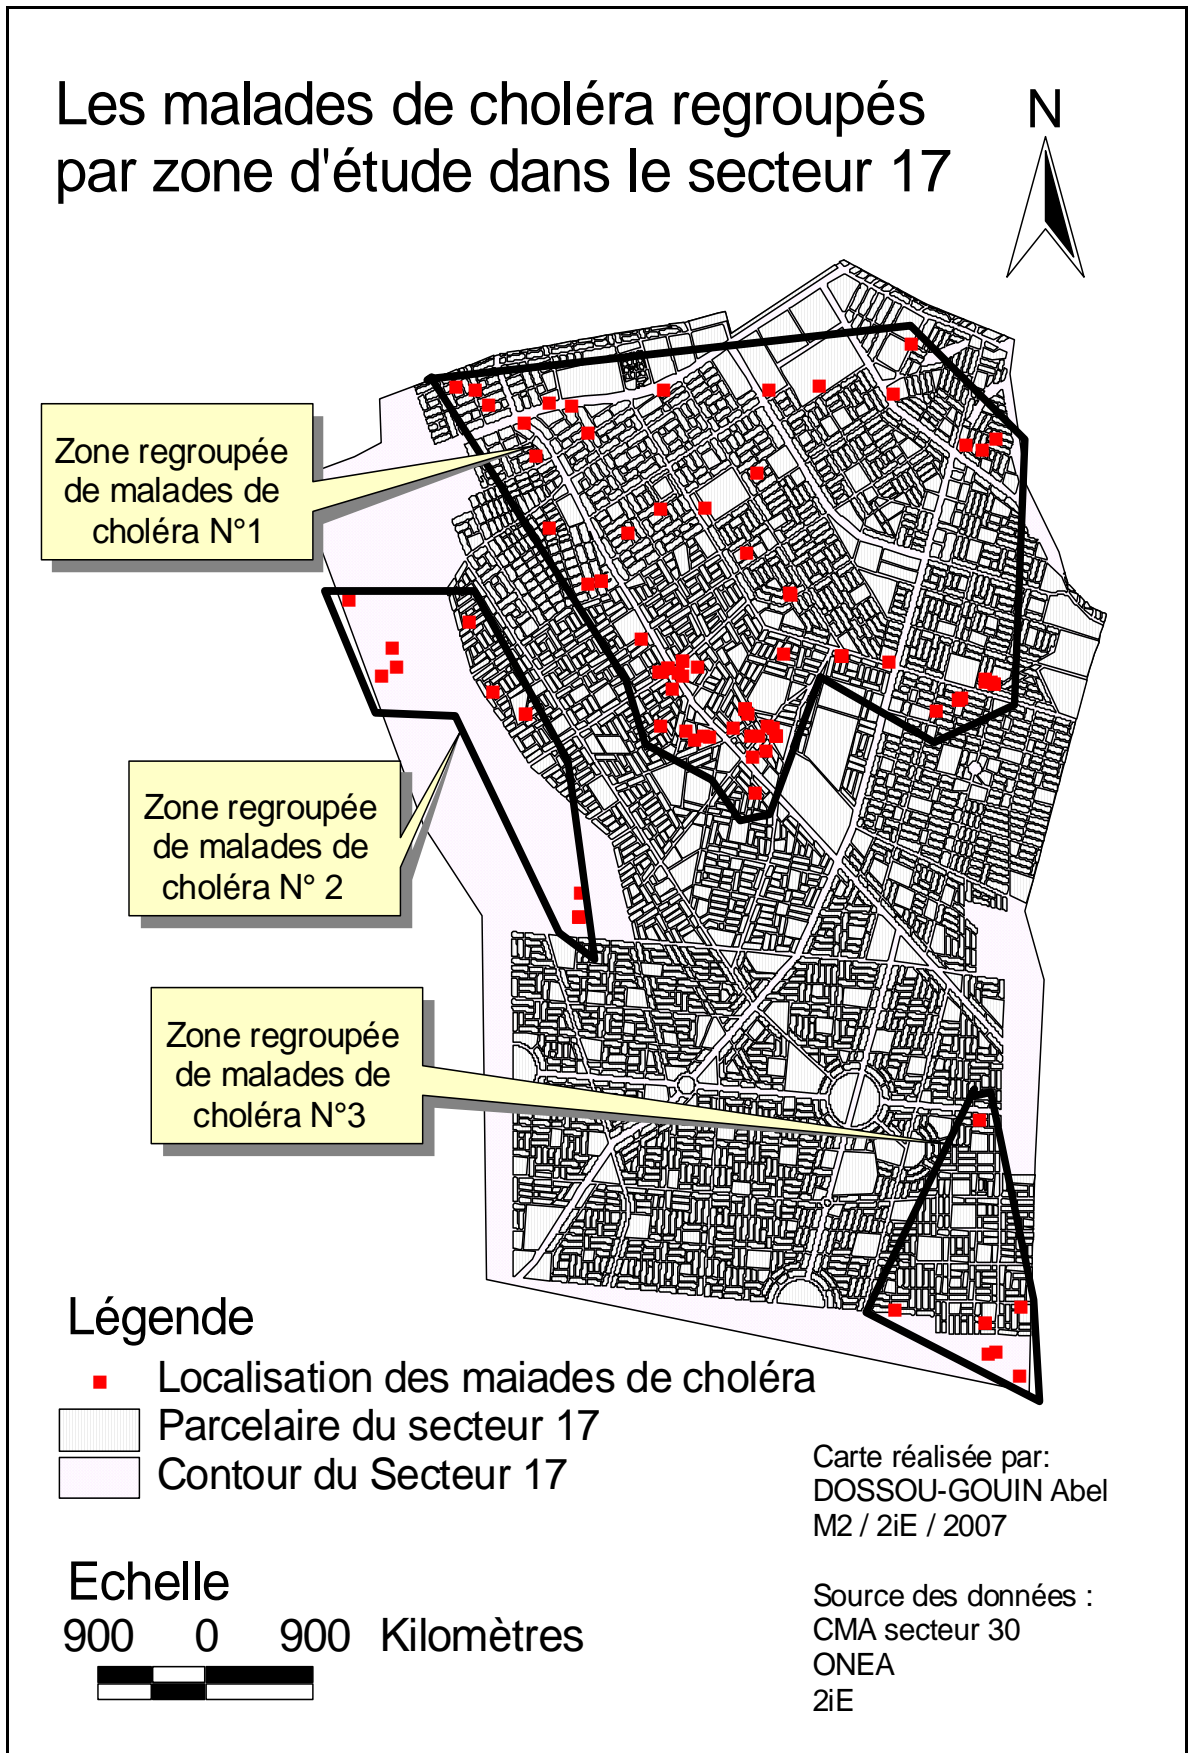 Les malades de choléra regroupés
par zone d'étude dans le secteur 17
N
Zone regroupée
de malades de
choléra N°1
Zone regroupée
de malades de
choléra N° 2
Zone regroupée
de malades de
choléra N°3
Légende
Localisation des maiades de choléra
Parcelaire du secteur 17
Contour du Secteur 17
Echelle
900 0 900 Kilomètres
Carte réalisée par:
DOSSOU-GOUIN Abel
M2 / 2iE / 2007
Source des données :
CMA secteur 30
ONEA
2iE